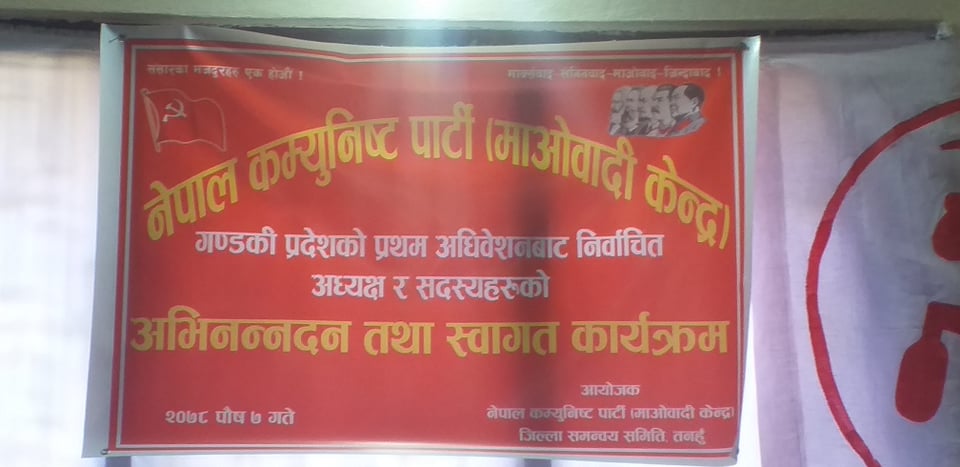 संसारका मजदुरहरु एक होऔं !
मार्क्सवाद-लेनिनवाद-माओवाद-जिन्दाबाद !
नेपाल कम्युनिष्ट पार्टी (माओवादी केन्द्र)
गण्डकी प्रदेशको प्रथम अधिवेशनबाट निर्वाचित
अध्यक्ष र सदस्यहरुको
अभिनन्नदन तथा स्वागत कार्यक्रम
आयोजक
२०७८ पौष ७ गते
नेपाल कम्युनिष्ट पार्टी (माओवादी केन्द्र)
जिल्ला समन्वय समिति, तनहुँ